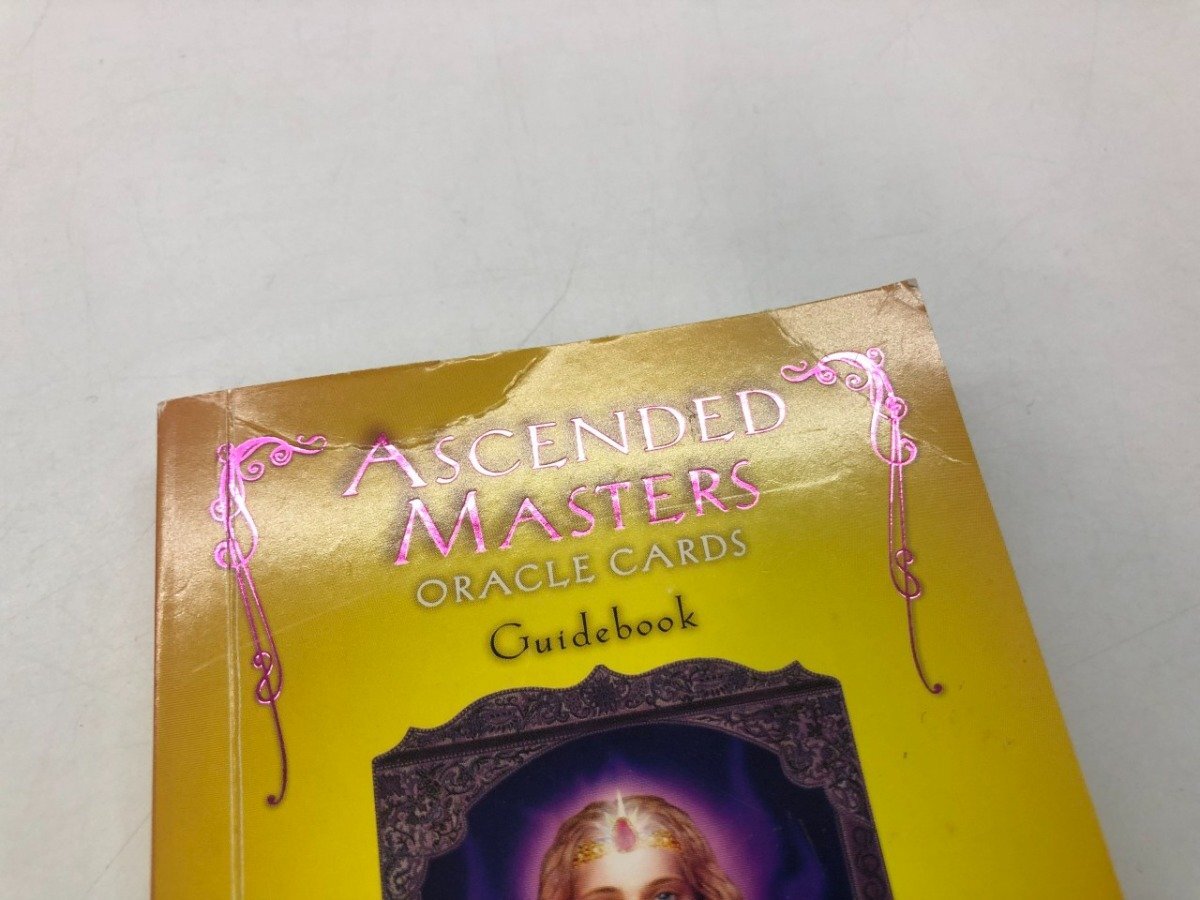 ASCENDED
MASTERS
ORACLE CARDS
Guidebook